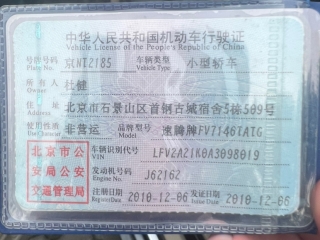 中华人民共和国机动车行驶证
Vehicle License of the People's Republic of China
号牌号码 京NT2185 车辆类型 小型轿车
Plate No. Vehicle Type
所有人 杜健
Owner
住址 北京市石景山区首钢古城宿舍5栋509号
Address
使用性质 非营运 品牌型号 速腾牌FV7146TATG
Use Character Model
北京市公 车辆识别代号 LFV2A21K0A3098019
VIN
安局公安 发动机号码 J62162
Engine No.
交通管理局 注册日期 2010-12-06 发证日期 2010-12-06
Register Date Issue Date